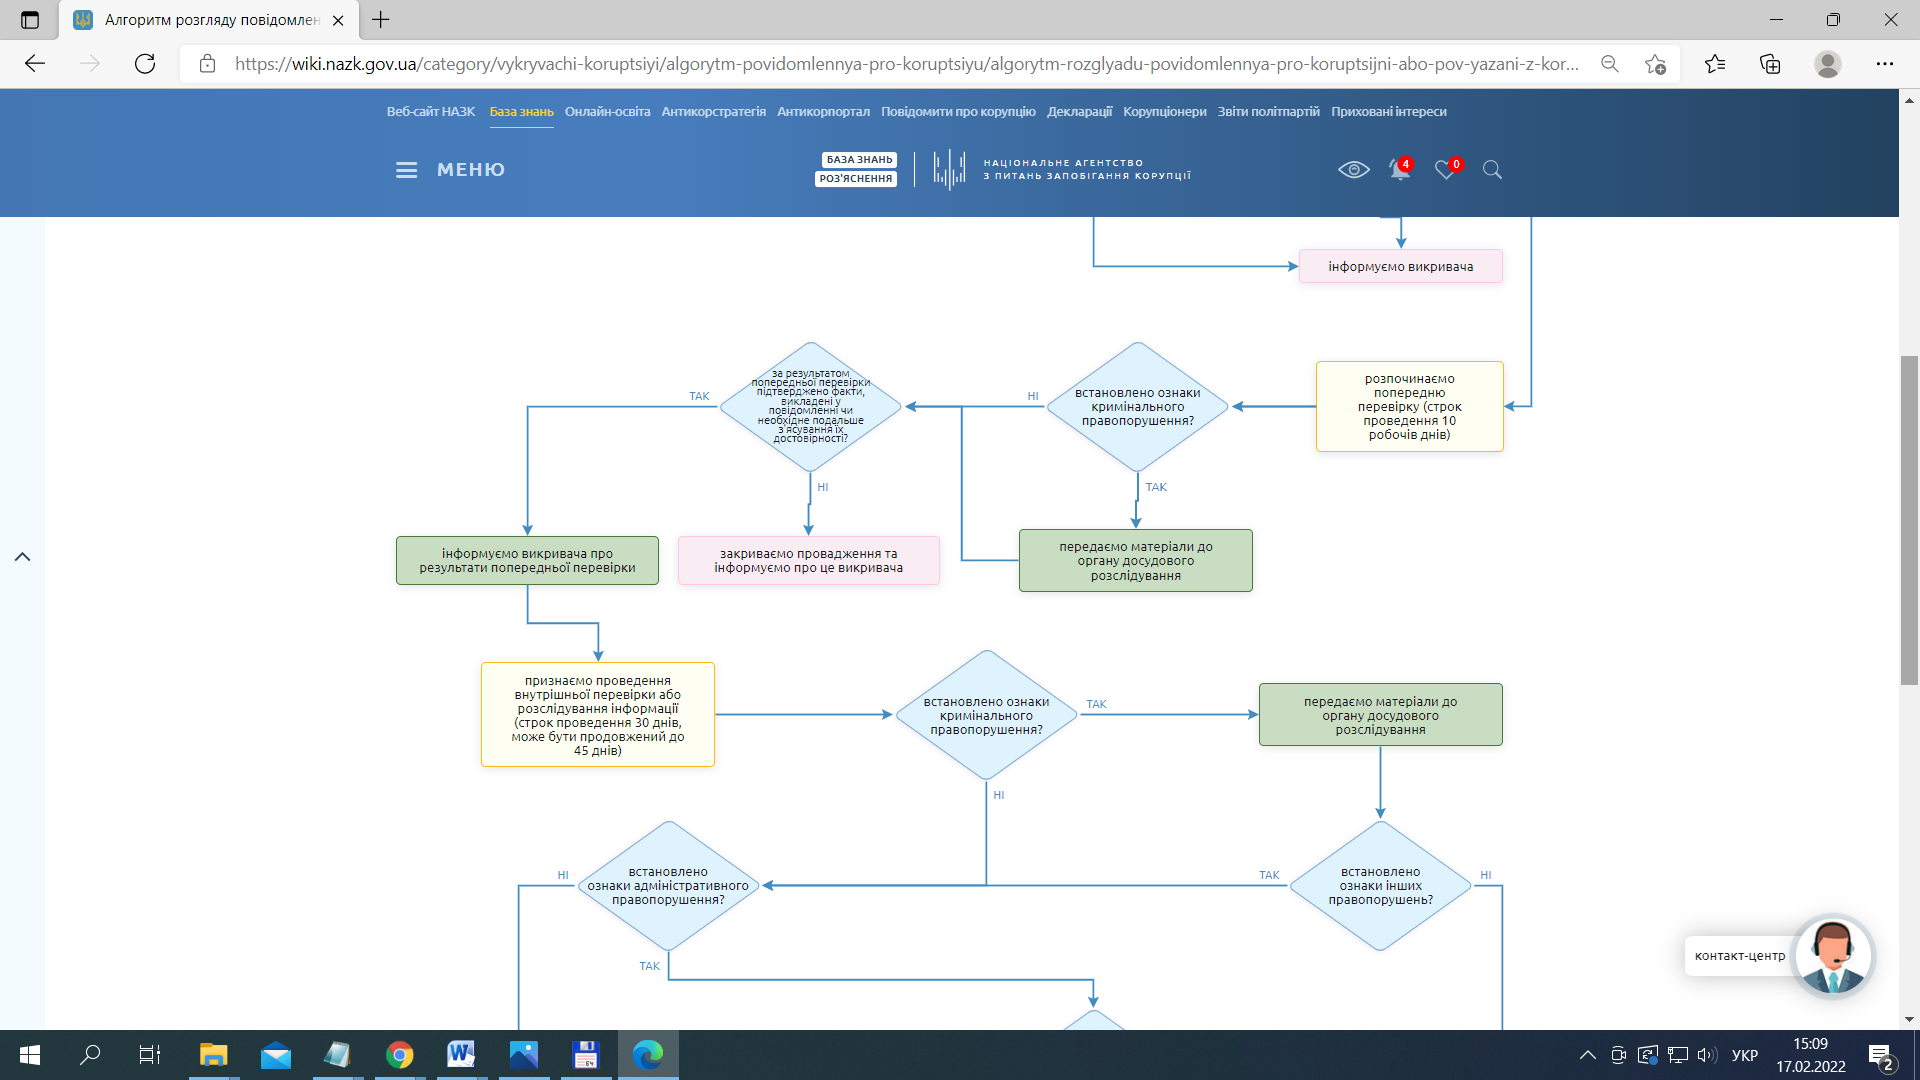 Алгоритм розгляду повідомлен
https://wiki.nazk.gov.ua/category/vykryvachi-koruptsiyi/algorytm-povidomlennya-pro-koruptsiyu/algorytm-rozglyadu-povidomlennya-pro-koruptsijni-abo-pov-yazani-z-kor...
Веб-сайт НАЗК База знань Онлайн-освіта Антикорстратегія Антикорпортал Повідомити про корупцію Декларації Корупціонери Звіти політпартій Приховані інтереси
МЕНЮ
БАЗА ЗНАНЬ
РОЗ'ЯСНЕННЯ
НАЦІОНАЛЬНЕ АГЕНТСТВО
З ПИТАНЬ ЗАПОБІГАННЯ КОРУПЦІЇ
4
0
інформуємо викривача
розпочинаємо
попередню
перевірку (строк
проведення 10
робочів днів)
встановлено ознаки
кримінального
правопорушення?
НІ
ТАК
за результатом
попередньої перевірки
підтверджено факти,
викладені у
повідомленні чи
необхідне подальше
з'ясування їх
достовірності?
ТАК
НІ
інформуємо викривача про
результати попередньої перевірки
закриваємо провадження та
інформуємо про це викривача
передаємо матеріали до
органу досудового
розслідування
признаємо проведення
внутрішньої перевірки або
розслідування інформації
(строк проведення 30 днів,
може бути продовжений до
45 днів)
встановлено ознаки
кримінального
правопорушення?
ТАК
НІ
передаємо матеріали до
органу досудового
розслідування
НІ
встановлено
ознаки адміністративного
правопорушення?
ТАК
ТАК
встановлено
ознаки інших
правопорушень?
НІ
контакт-центр
УКР
15:09
17.02.2022
2